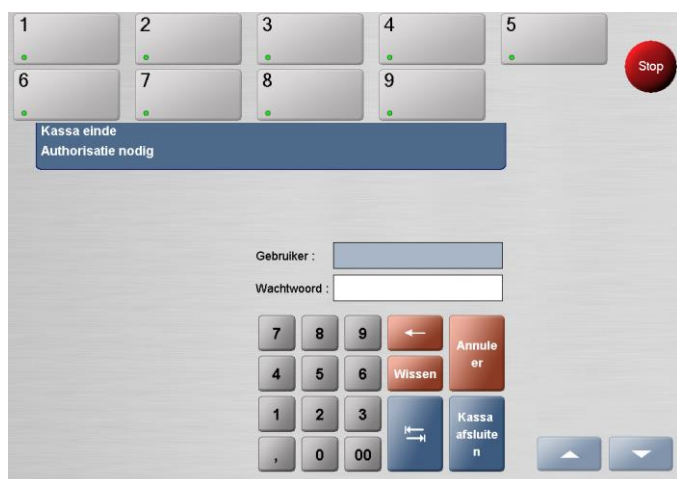 1 2 3 4 5
Stop
6 7 8 9
Kassa einde
Authorisatie nodig
Gebruiker :
Wachtwoord :
7 8 9 ←
Annule
er
4 5 6 Wissen
1 2 3
Kassa
afsluite
n
, 0 00